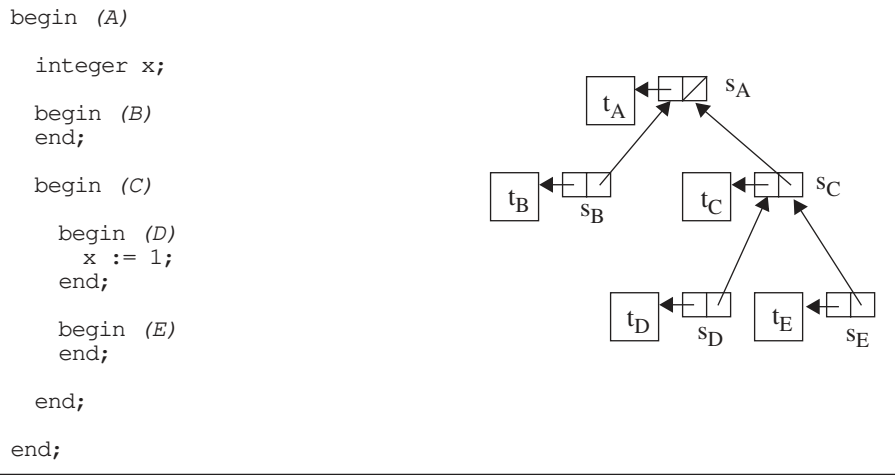 begin (A)
integer x;
begin (B)
end;
begin (C)
begin (D)
x := 1;
end;
begin (E)
end;
end;
end;
tA sA
tB sB
tC sC
tD sD
tE sE